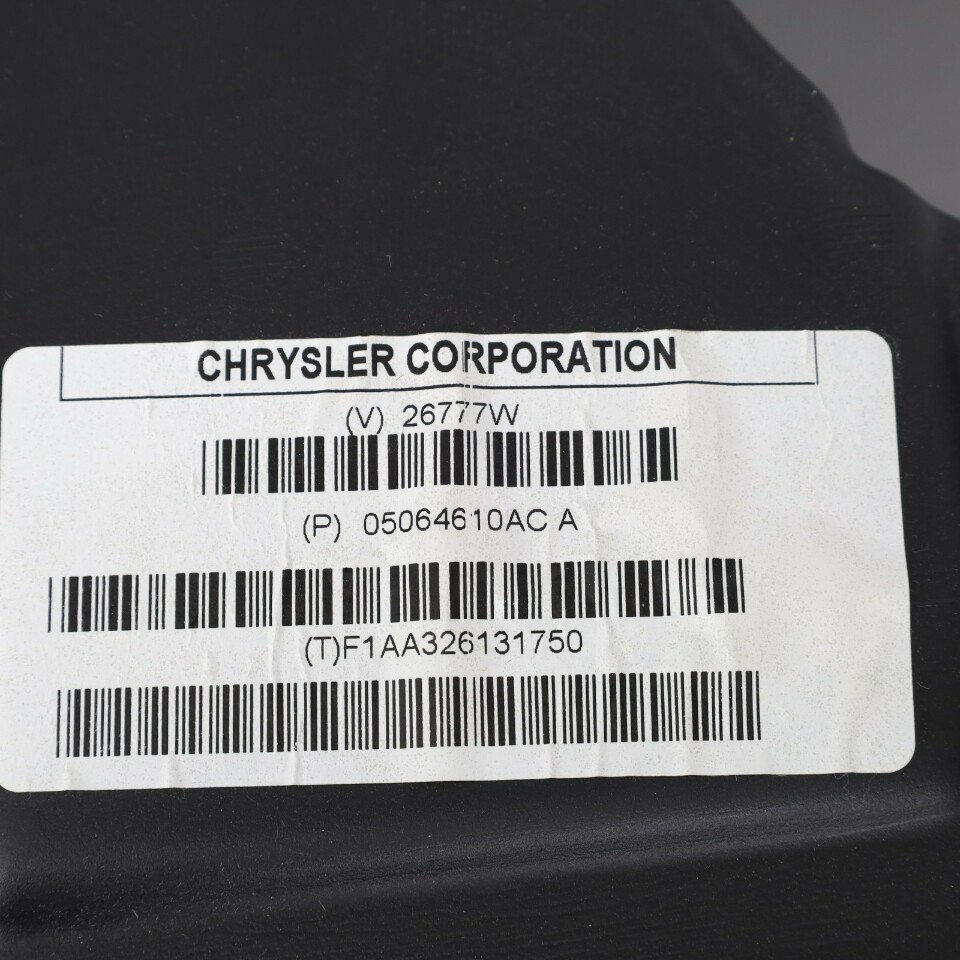 CHRYSLER CORPORATION
(V) 26777W
(P) 05064610AC A
(T)F1AA326131750